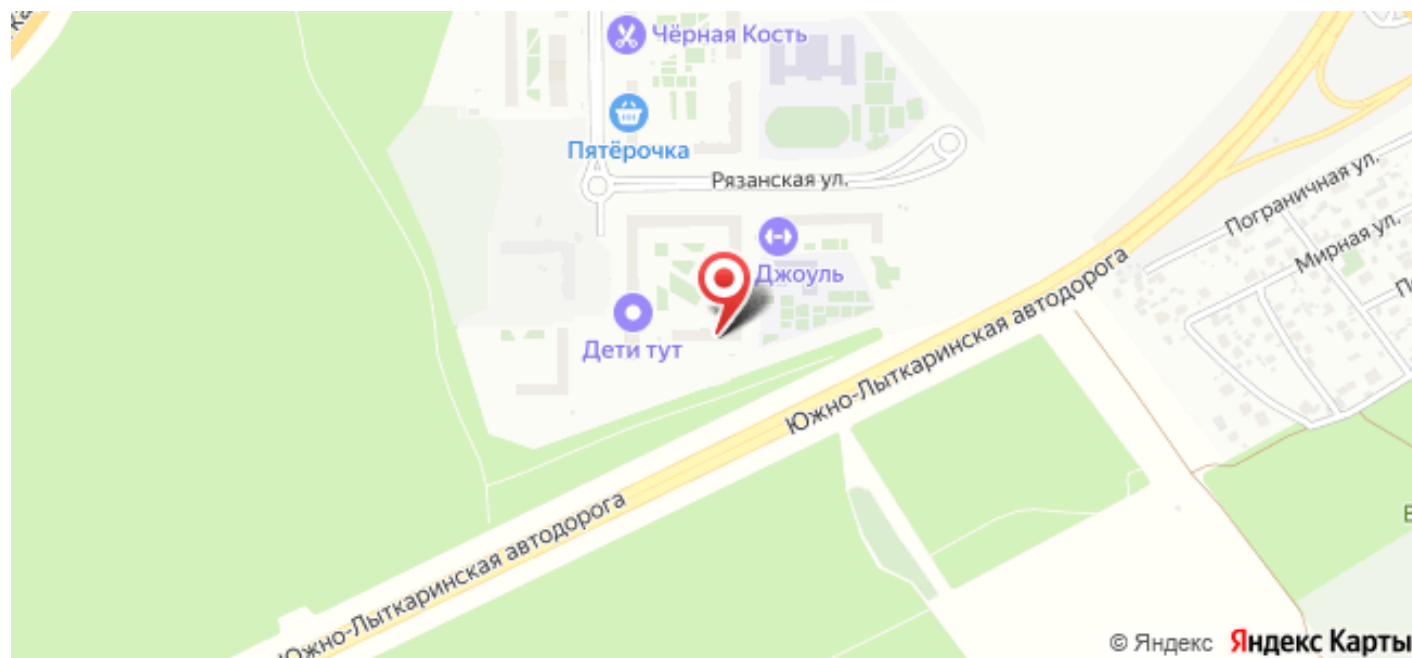 Чёрная Кость
Пятёрочка
Рязанская ул.
Пограничная ул.
Мирная ул.
Джоуль
Дети тут
Южно-Лыткаринская автодорога
Южно-Лыткаринская автодорога
© Яндекс Яндекс Карты